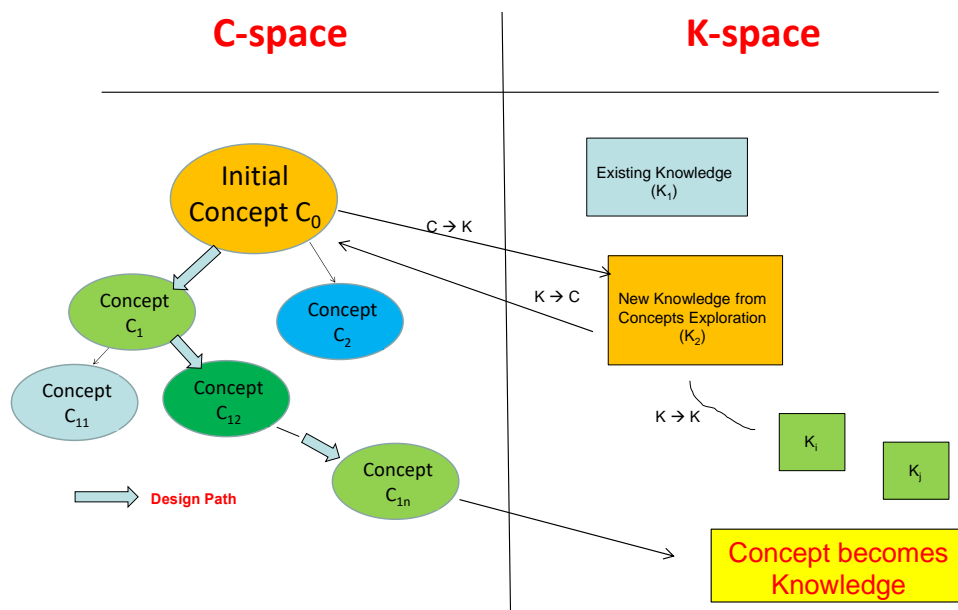 C-space
K-space
Initial
Concept C₀
Existing Knowledge
(K₁)
C → K
K → C
New Knowledge from
Concepts Exploration
(K₂)
Concept
C₁
Concept
C₂
Concept
C₁₁
Concept
C₁₂
K → K
Kᵢ
Kⱼ
Concept
C₁ₙ
Design Path
Concept becomes
Knowledge